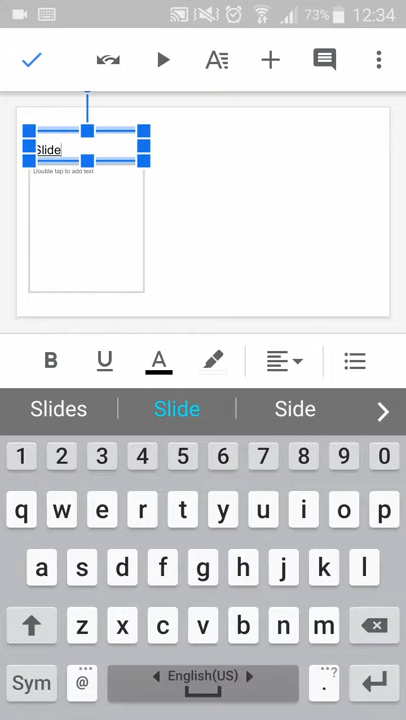 73% 12:34
Slide
Double tap to add text
B U A
Slides Slide Side
1 2 3 4 5 6 7 8 9 0
q w e r t y u i o p
a s d f g h j k l
z x c v b n m
Sym @ English(US) . ...?